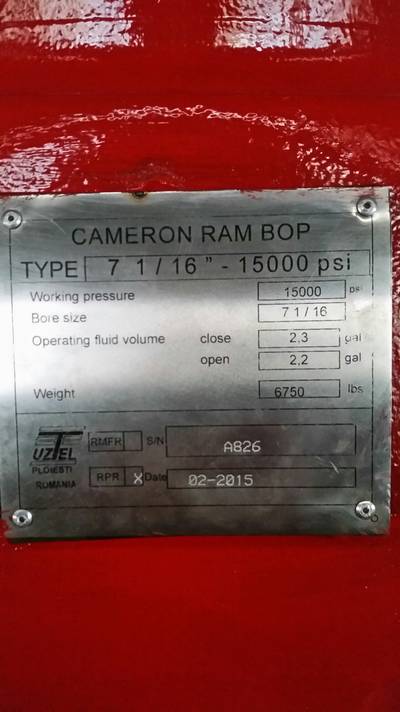 CAMERON RAM BOP
TYPE 7 1/16" - 15000 psi
Working pressure 15000 psi
Bore size 7 1/16
Operating fluid volume close 2,3 gal
open 2,2 gal
Weight 6750 lbs
UZTEL RMFR S/N A826
PLOIESTI
ROMANIA RPR X Date 02-2015